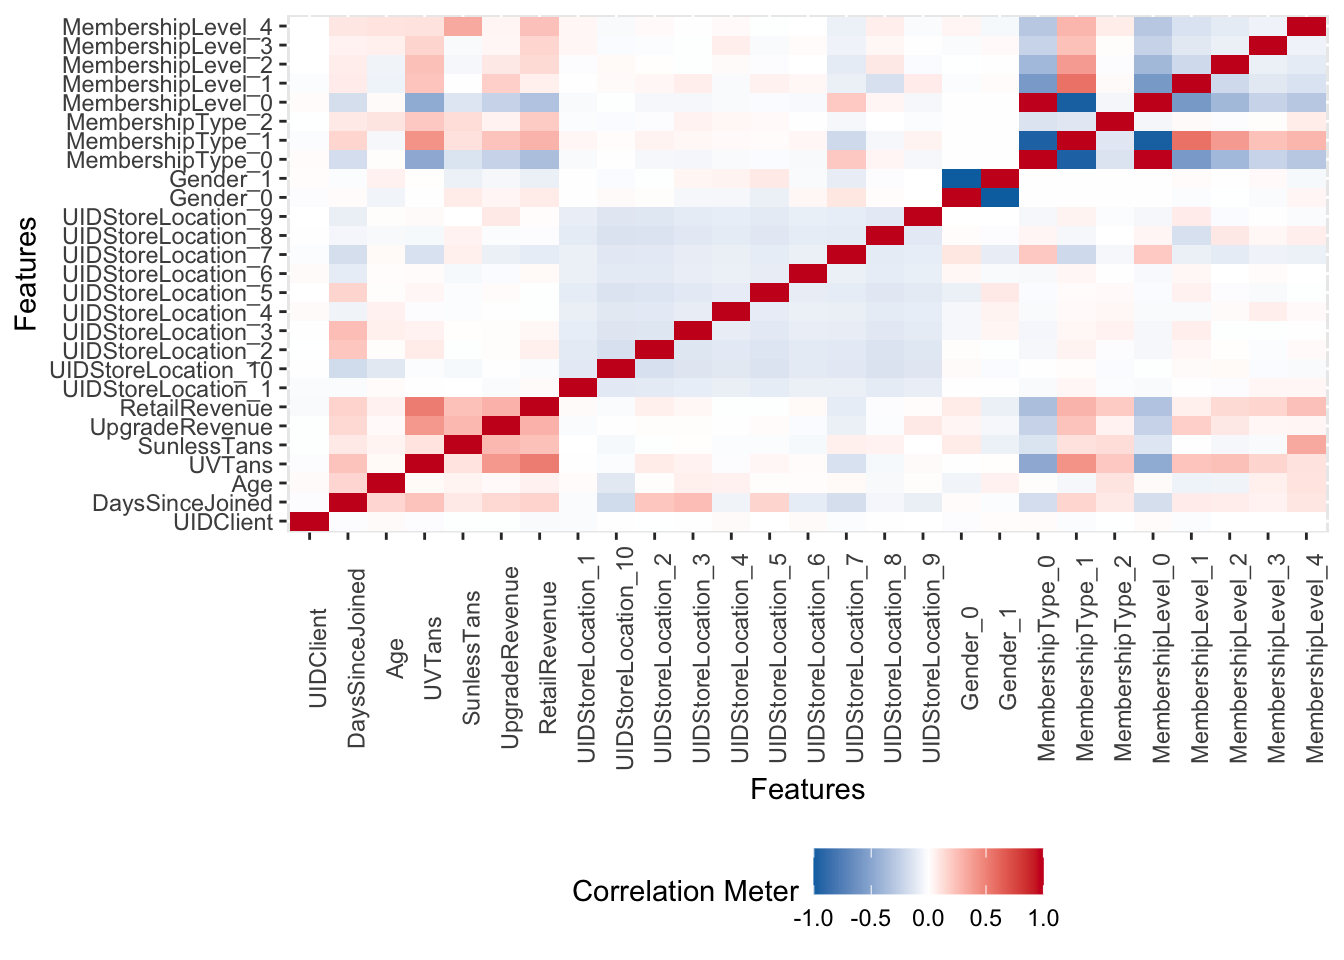 MembershipLevel_4
MembershipLevel_3
MembershipLevel_2
MembershipLevel_1
MembershipLevel_0
MembershipType_2
MembershipType_1
MembershipType_0
Gender_1
Gender_0
UIDStoreLocation_9
UIDStoreLocation_8
UIDStoreLocation_7
UIDStoreLocation_6
UIDStoreLocation_5
UIDStoreLocation_4
UIDStoreLocation_3
UIDStoreLocation_2
UIDStoreLocation_10
UIDStoreLocation_1
RetailRevenue
UpgradeRevenue
SunlessTans
UVTans
Age
DaysSinceJoined
UIDClient
Features
UIDClient
DaysSinceJoined
Age
UVTans
SunlessTans
UpgradeRevenue
RetailRevenue
UIDStoreLocation_1
UIDStoreLocation_10
UIDStoreLocation_2
UIDStoreLocation_3
UIDStoreLocation_4
UIDStoreLocation_5
UIDStoreLocation_6
UIDStoreLocation_7
UIDStoreLocation_8
UIDStoreLocation_9
Gender_0
Gender_1
MembershipType_0
MembershipType_1
MembershipType_2
MembershipLevel_0
MembershipLevel_1
MembershipLevel_2
MembershipLevel_3
MembershipLevel_4
Features
Correlation Meter
-1.0 -0.5 0.0 0.5 1.0